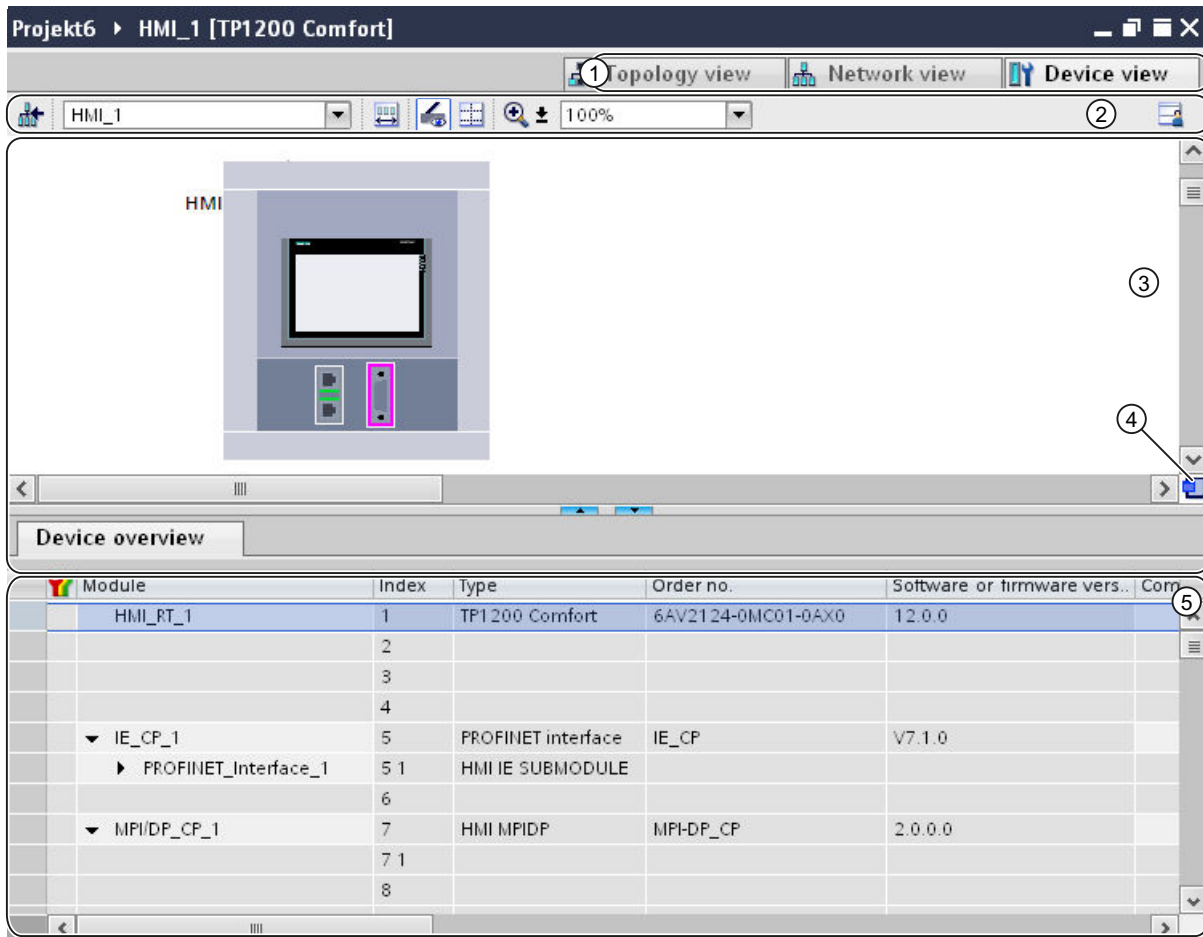 Projekt6 ▸ HMI_1 [TP1200 Comfort]
1 Topology view Network view Device view
HMI_1 100% 2
HMI
3
4
Device overview
Module Index Type Order no. Software or firmware vers.. Com
5
HMI_RT_1 1 TP1200 Comfort 6AV2124-0MC01-0AX0 12.0.0
2
3
4
IE_CP_1 5 PROFINET interface IE_CP V7.1.0
PROFINET_Interface_1 5 1 HMI IE SUBMODULE
6
MPI/DP_CP_1 7 HMI MPIDP MPI-DP_CP 2.0.0.0
7 1
8